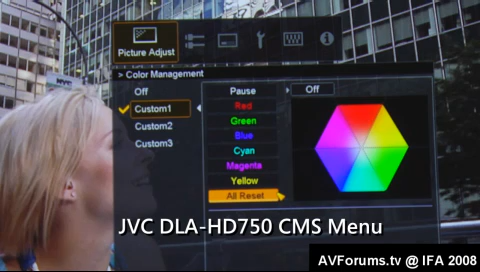 Picture Adjust
> Color Management
Off
Custom1
Custom2
Custom3
Pause
Off
Red
Green
Blue
Cyan
Magenta
Yellow
All Reset
JVC DLA-HD750 CMS Menu
AVForums.tv @ IFA 2008